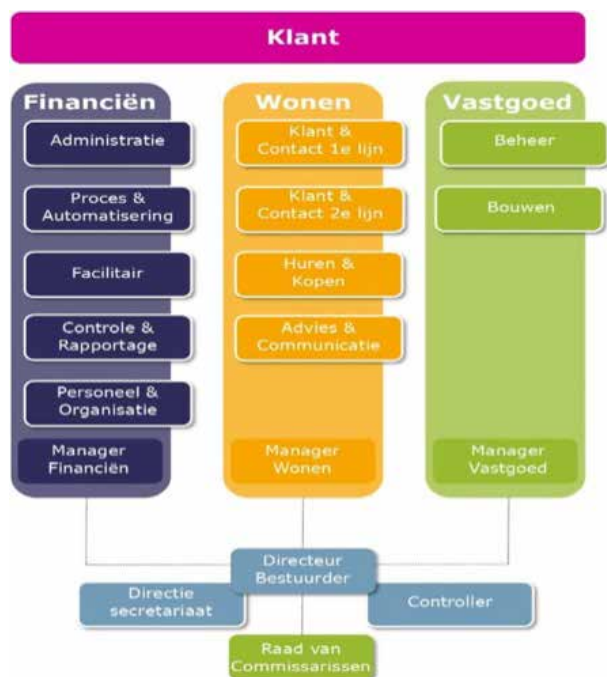 Klant
Financiën
Administratie
Proces &
Automatisering
Facilitair
Controle &
Rapportage
Personeel &
Organisatie
Manager
Financiën
Wonen
Klant &
Contact 1e lijn
Klant &
Contact 2e lijn
Huren &
Kopen
Advies &
Communicatie
Manager
Wonen
Vastgoed
Beheer
Bouwen
Manager
Vastgoed
Directeur
Bestuurder
Directie
secretariaat
Controller
Raad van
Commissarissen